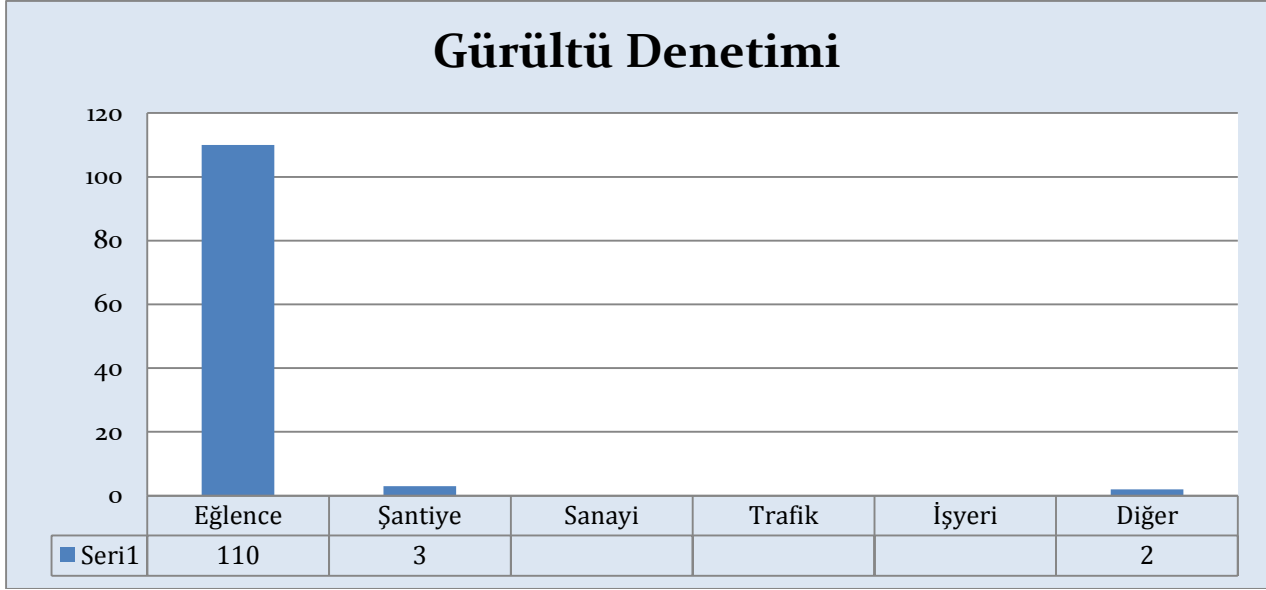 Gürültü Denetimi
120
100
80
60
40
20
0
Eğlence Şantiye Sanayi Trafik İşyeri Diğer
Seri1 110 3 2